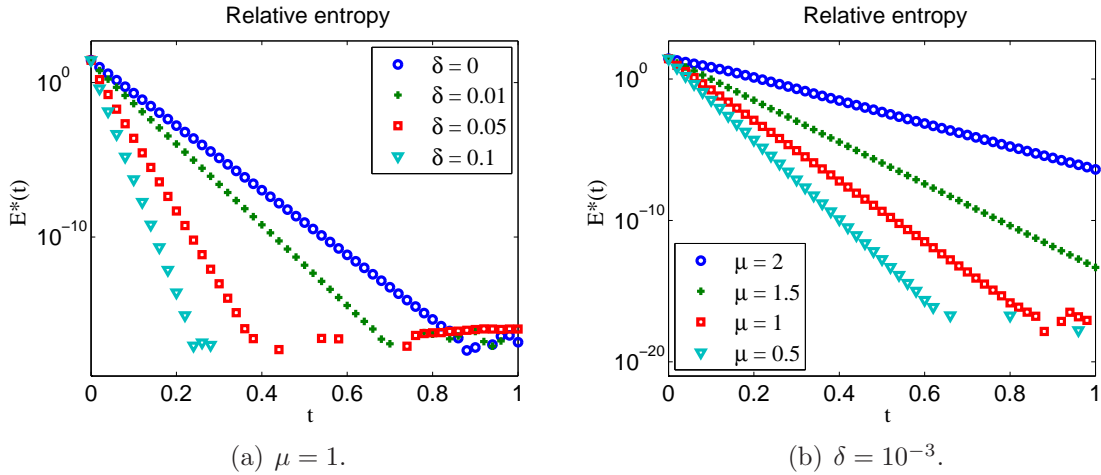 Relative entropy
10^0
10^{-10}
E*(t)
δ = 0
δ = 0.01
δ = 0.05
δ = 0.1
0 0.2 0.4 0.6 0.8 1
t
(a) μ = 1.
Relative entropy
10^0
10^{-10}
10^{-20}
E*(t)
μ = 2
μ = 1.5
μ = 1
μ = 0.5
0 0.2 0.4 0.6 0.8 1
t
(b) δ = 10^{-3}.